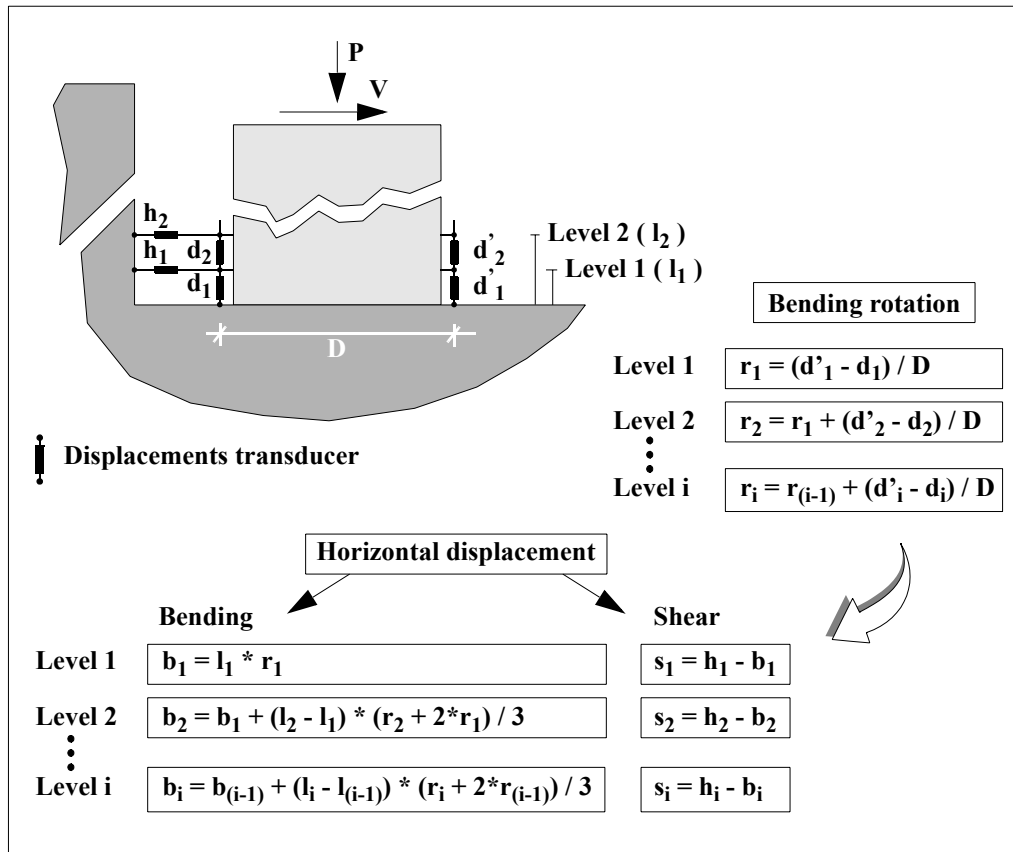 P
V
h2
h1
d2
d1
d'2
d'1
Level 2 ( l2 )
Level 1 ( l1 )
D
Displacements transducer
Bending rotation
Level 1 r1 = (d'1 - d1) / D
Level 2 r2 = r1 + (d'2 - d2) / D
Level i ri = r(i-1) + (d'i - di) / D
Horizontal displacement
Bending Shear
Level 1 b1 = l1 * r1 s1 = h1 - b1
Level 2 b2 = b1 + (l2 - l1) * (r2 + 2*r1) / 3 s2 = h2 - b2
Level i bi = b(i-1) + (li - l(i-1)) * (ri + 2*r(i-1)) / 3 si = hi - bi